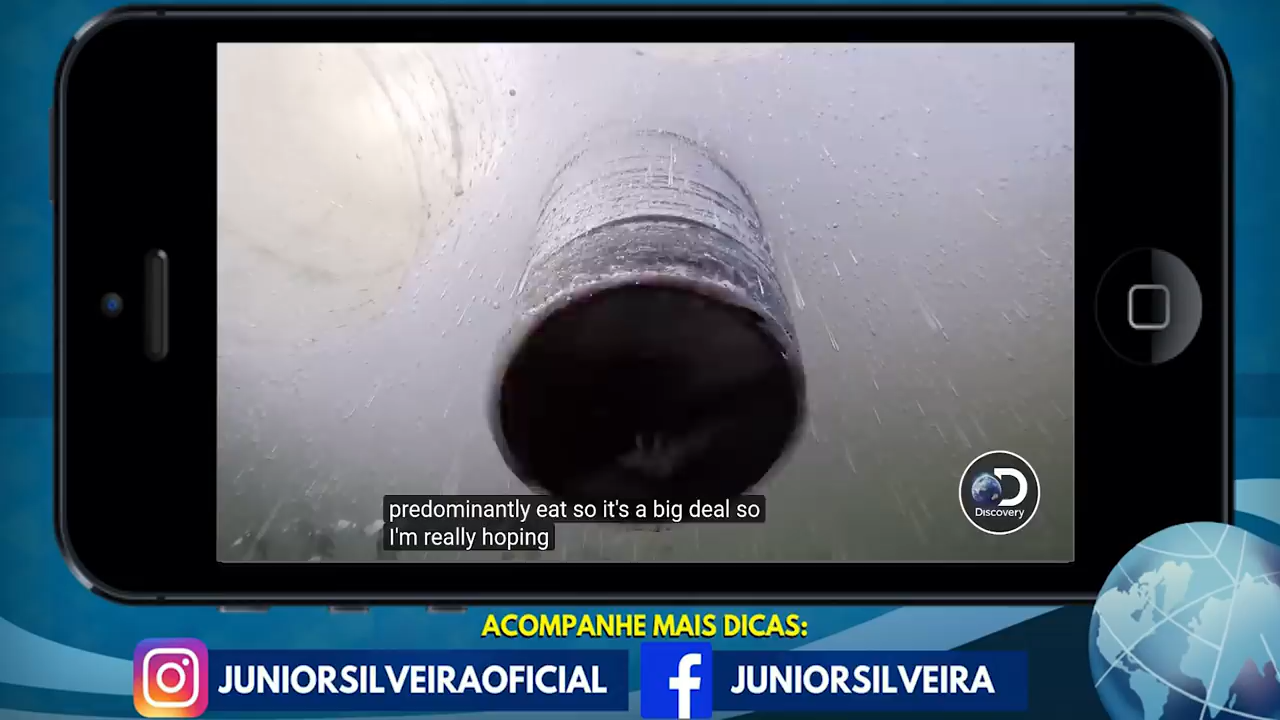 predominantly eat so it's a big deal so
I'm really hoping
Discovery
ACOMPANHE MAIS DICAS:
JUNIORSILVEIRAOFICIAL
JUNIORSILVEIRA